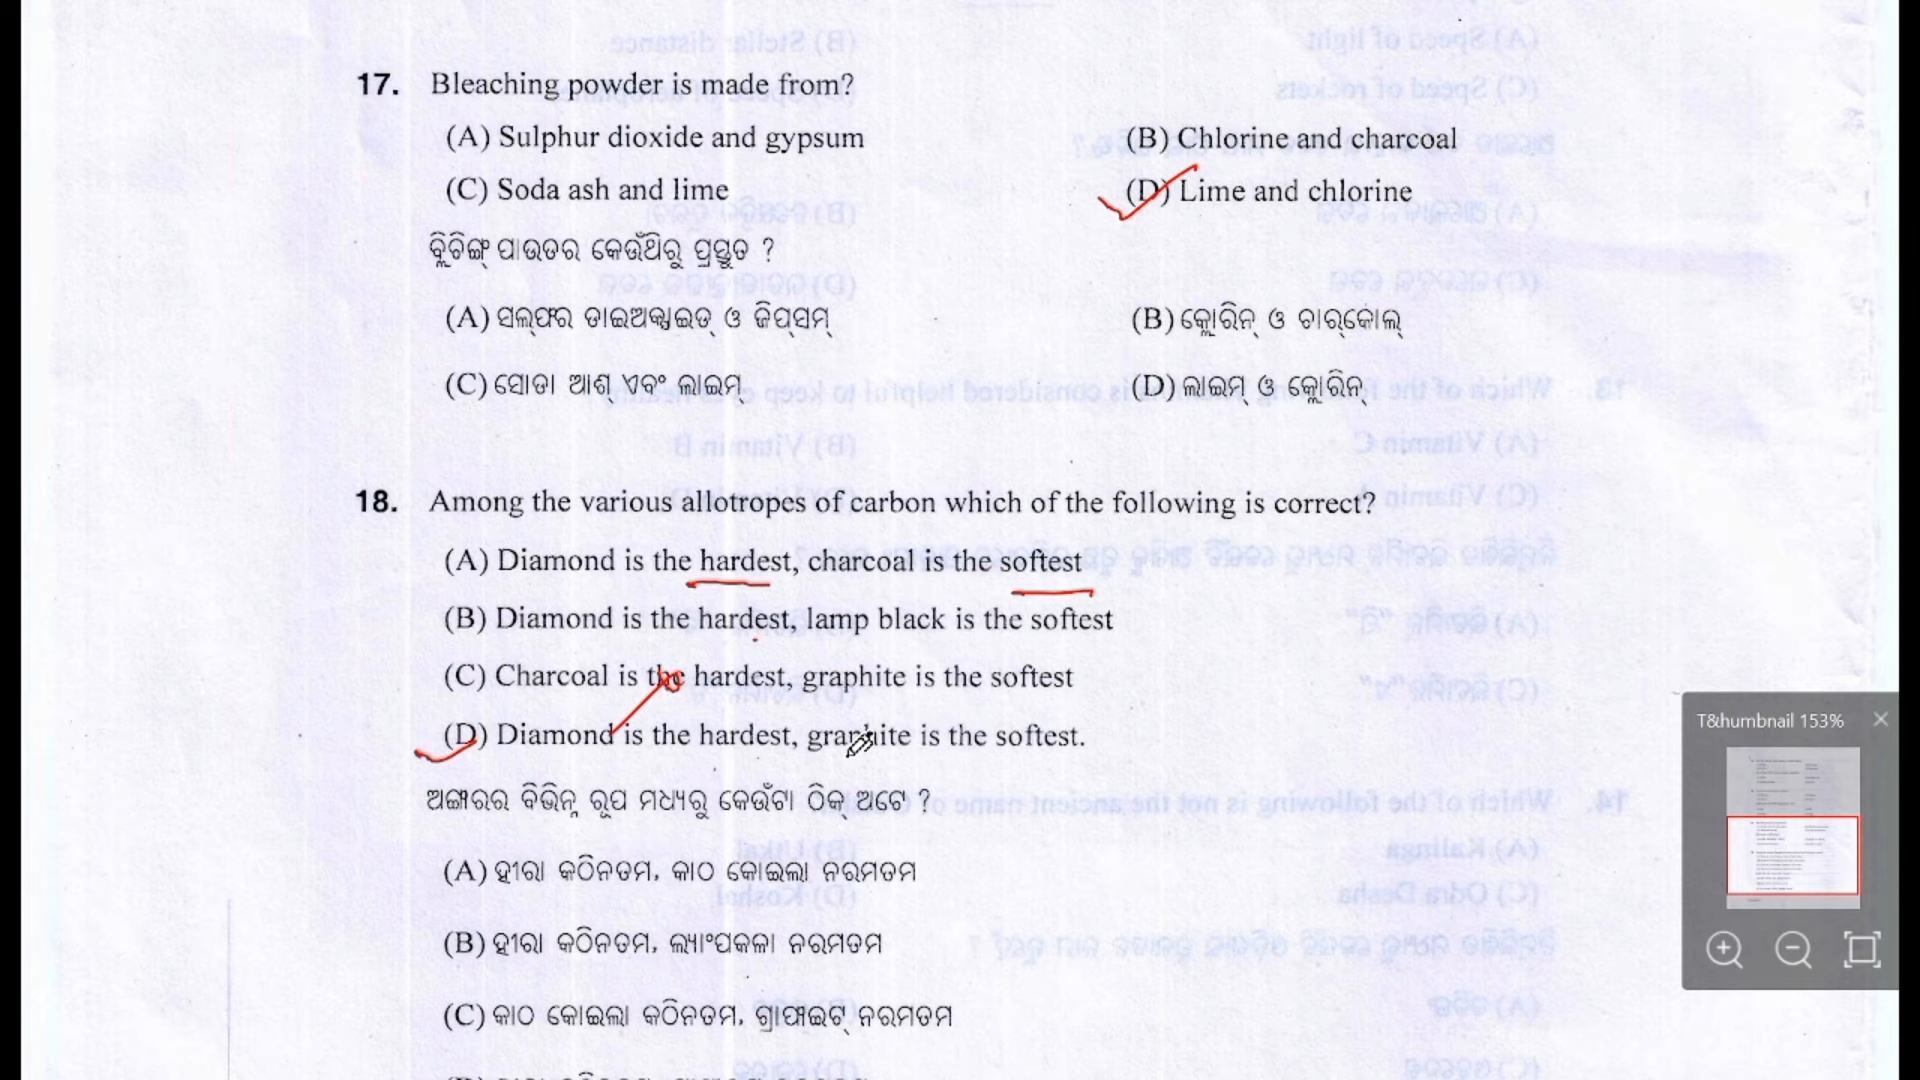 17. Bleaching powder is made from?
(A) Sulphur dioxide and gypsum (B) Chlorine and charcoal
(C) Soda ash and lime (D) Lime and chlorine
ବ୍ଲିଚିଙ୍ଗ୍ ପାଉଡର କେଉଁଥିରୁ ପ୍ରସ୍ତୁତ ?
(A) ସଲ୍‌ଫର ଡାଇଅକ୍ସାଇଡ୍ ଓ ଜିପ୍‌ସମ୍ (B) କ୍ଲୋରିନ୍ ଓ ଚାର୍‌କୋଲ୍
(C) ସୋଡା ଆଶ୍ ଏବଂ ଲାଇମ୍ (D) ଲାଇମ୍ ଓ କ୍ଲୋରିନ୍
18. Among the various allotropes of carbon which of the following is correct?
(A) Diamond is the hardest, charcoal is the softest
(B) Diamond is the hardest, lamp black is the softest
(C) Charcoal is the hardest, graphite is the softest
(D) Diamond is the hardest, graphite is the softest.
ଅଙ୍ଗାରର ବିଭିନ୍ନ ରୂପ ମଧ୍ୟରୁ କେଉଁଟା ଠିକ୍ ଅଟେ ?
(A) ହୀରା କଠିନତମ, କାଠ କୋଇଲା ନରମତମ
(B) ହୀରା କଠିନତମ, ଲ୍ୟାଂପକଳା ନରମତମ
(C) କାଠ କୋଇଲା କଠିନତମ, ଗ୍ରାଫାଇଟ୍ ନରମତମ
T&humbnail 153%